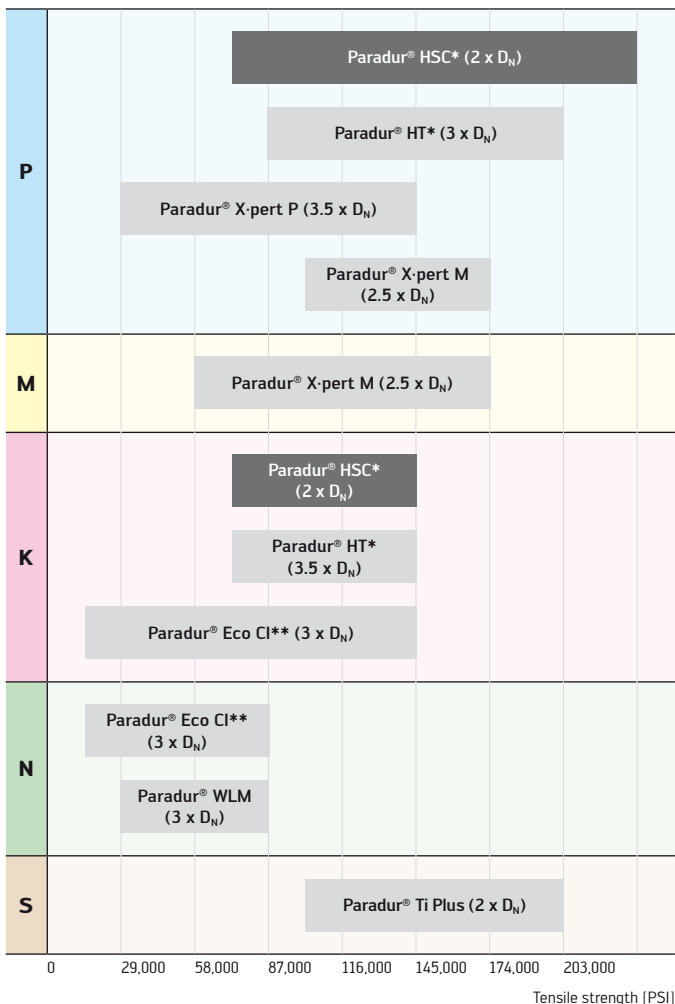 P
Paradur® HSC* (2 x DN)
Paradur® HT* (3 x DN)
Paradur® X·pert P (3.5 x DN)
Paradur® X·pert M
(2.5 x DN)
M
Paradur® X·pert M (2.5 x DN)
K
Paradur® HSC*
(2 x DN)
Paradur® HT*
(3.5 x DN)
Paradur® Eco CI** (3 x DN)
N
Paradur® Eco CI**
(3 x DN)
Paradur® WLM
(3 x DN)
S
Paradur® Ti Plus (2 x DN)
0 29,000 58,000 87,000 116,000 145,000 174,000 203,000
Tensile strength [PSI]